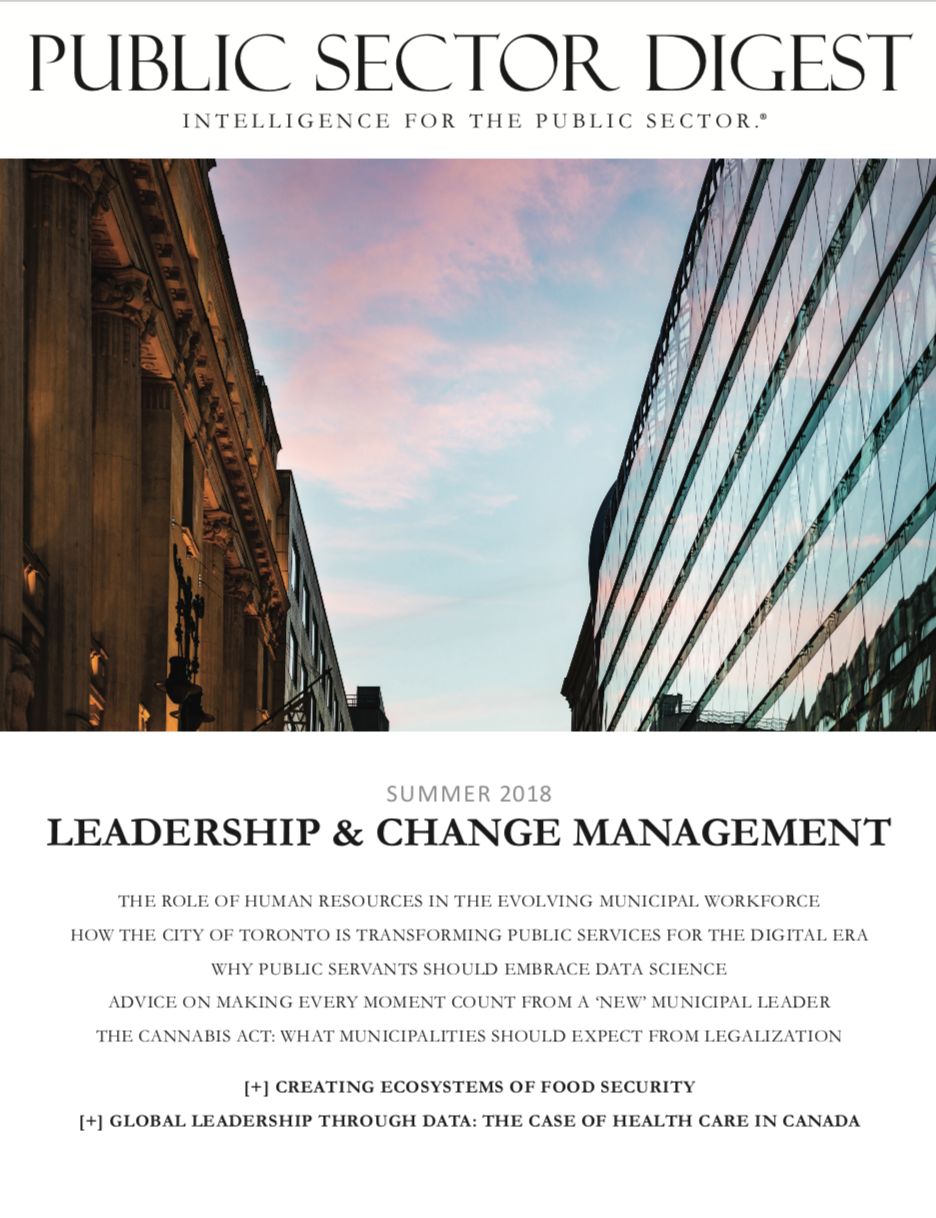 PUBLIC SECTOR DIGEST
INTELLIGENCE FOR THE PUBLIC SECTOR.®
SUMMER 2018
LEADERSHIP & CHANGE MANAGEMENT
THE ROLE OF HUMAN RESOURCES IN THE EVOLVING MUNICIPAL WORKFORCE
HOW THE CITY OF TORONTO IS TRANSFORMING PUBLIC SERVICES FOR THE DIGITAL ERA
WHY PUBLIC SERVANTS SHOULD EMBRACE DATA SCIENCE
ADVICE ON MAKING EVERY MOMENT COUNT FROM A ‘NEW’ MUNICIPAL LEADER
THE CANNABIS ACT: WHAT MUNICIPALITIES SHOULD EXPECT FROM LEGALIZATION
[+] CREATING ECOSYSTEMS OF FOOD SECURITY
[+] GLOBAL LEADERSHIP THROUGH DATA: THE CASE OF HEALTH CARE IN CANADA